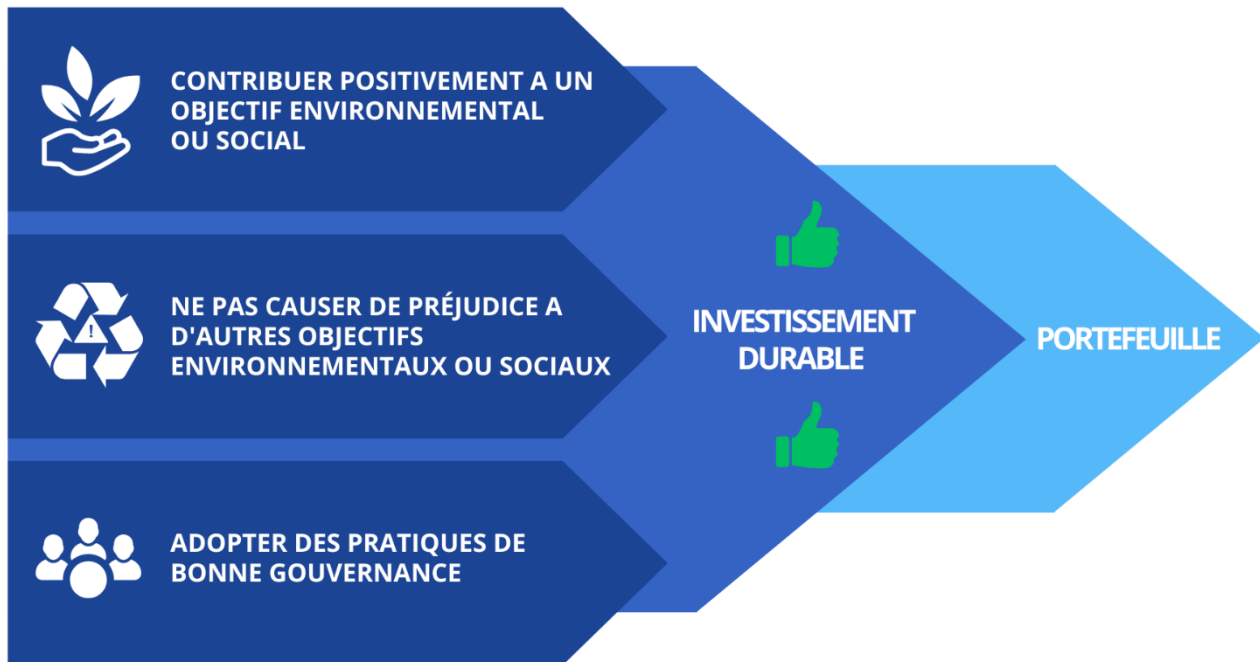 CONTRIBUER POSITIVEMENT A UN
OBJECTIF ENVIRONNEMENTAL
OU SOCIAL
NE PAS CAUSER DE PRÉJUDICE A
D'AUTRES OBJECTIFS
ENVIRONNEMENTAUX OU SOCIAUX
ADOPTER DES PRATIQUES DE
BONNE GOUVERNANCE
INVESTISSEMENT
DURABLE
PORTEFEUILLE